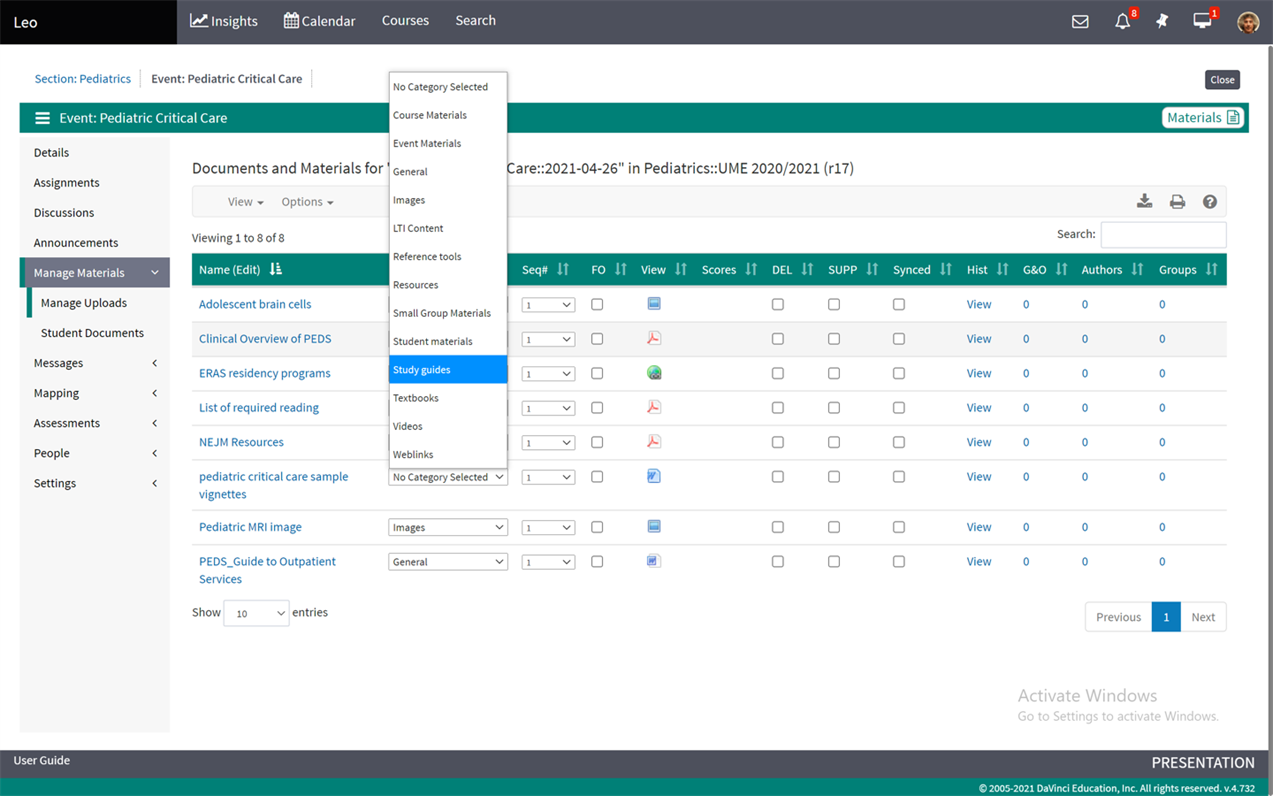 Leo Insights Calendar Courses Search 8 1
Section: Pediatrics Event: Pediatric Critical Care Close
Event: Pediatric Critical Care Materials
Details
Assignments
Discussions
Announcements
Manage Materials
Manage Uploads
Student Documents
Messages
Mapping
Assessments
People
Settings
Documents and Materials for " Care::2021-04-26" in Pediatrics::UME 2020/2021 (r17)
View Options
Viewing 1 to 8 of 8 Search:
No Category Selected
Course Materials
Event Materials
General
Images
LTI Content
Reference tools
Resources
Small Group Materials
Student materials
Study guides
Textbooks
Videos
Weblinks
Name (Edit) Seq# FO View Scores DEL SUPP Synced Hist G&O Authors Groups
Adolescent brain cells 1 View 0 0 0
Clinical Overview of PEDS 1 View 0 0 0
ERAS residency programs 1 View 0 0 0
List of required reading 1 View 0 0 0
NEJM Resources 1 View 0 0 0
pediatric critical care sample No Category Selected 1 View 0 0 0
vignettes
Pediatric MRI image Images 1 View 0 0 0
PEDS_Guide to Outpatient General 1 View 0 0 0
Services
Show 10 entries Previous 1 Next
Activate Windows
Go to Settings to activate Windows.
User Guide PRESENTATION
© 2005-2021 DaVinci Education, Inc. All rights reserved. v.4.732